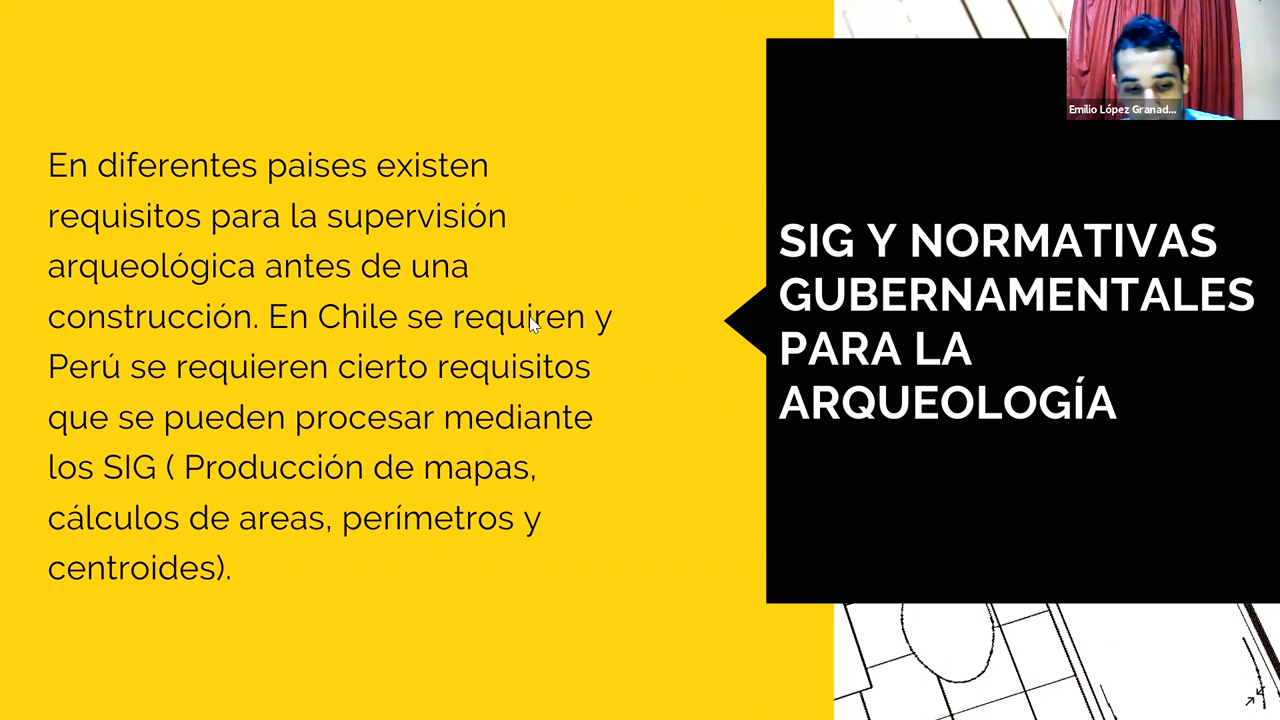 En diferentes paises existen
requisitos para la supervisión
arqueológica antes de una
construcción. En Chile se requiren y
Perú se requieren cierto requisitos
que se pueden procesar mediante
los SIG ( Producción de mapas,
cálculos de areas, perímetros y
centroides).
SIG Y NORMATIVAS
GUBERNAMENTALES
PARA LA
ARQUEOLOGÍA
Emilio López Granad...